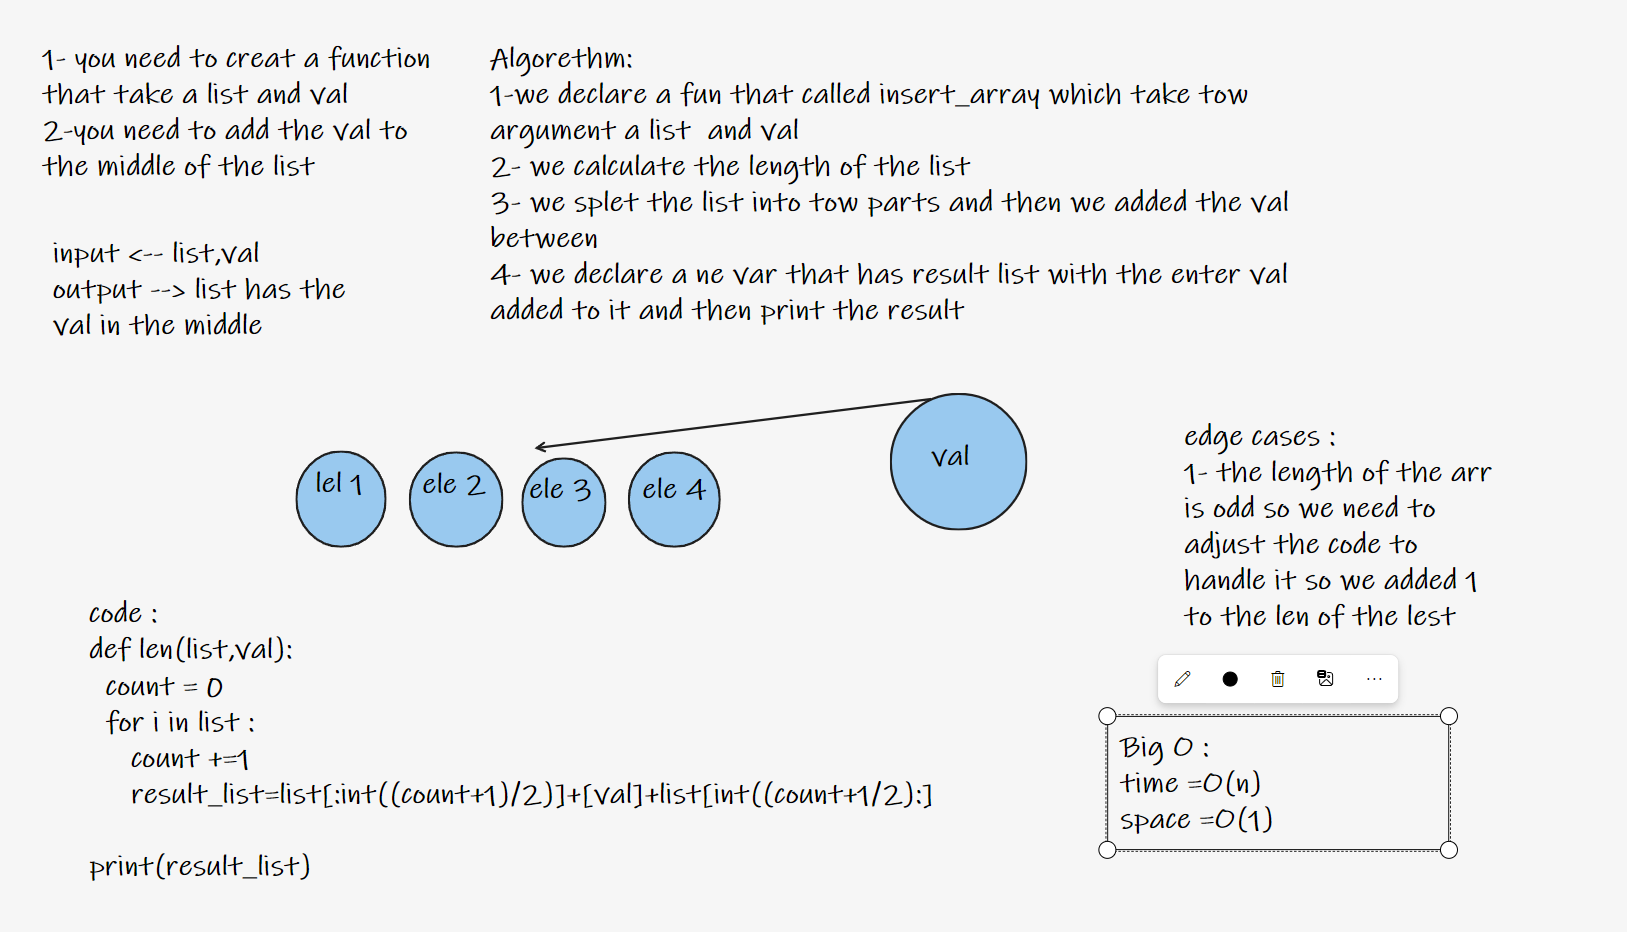 1- you need to creat a function
that take a list and val
2-you need to add the val to
the middle of the list
input <-- list,val
output --> list has the
val in the middle
Algorethm:
1-we declare a fun that called insert_array which take tow
argument a list  and val
2- we calculate the length of the list
3- we splet the list into tow parts and then we added the val
between
4- we declare a ne var that has result list with the enter val
added to it and then print the result
val
lel 1
ele 2
ele 3
ele 4
edge cases :
1- the length of the arr
is odd so we need to
adjust the code to
handle it so we added 1
to the len of the lest
code :
def len(list,val):
count = 0
for i in list :
count +=1
result_list=list[:int((count+1)/2)]+[val]+list[int((count+1/2):]
print(result_list)
Big O :
time =O(n)
space =O(1)